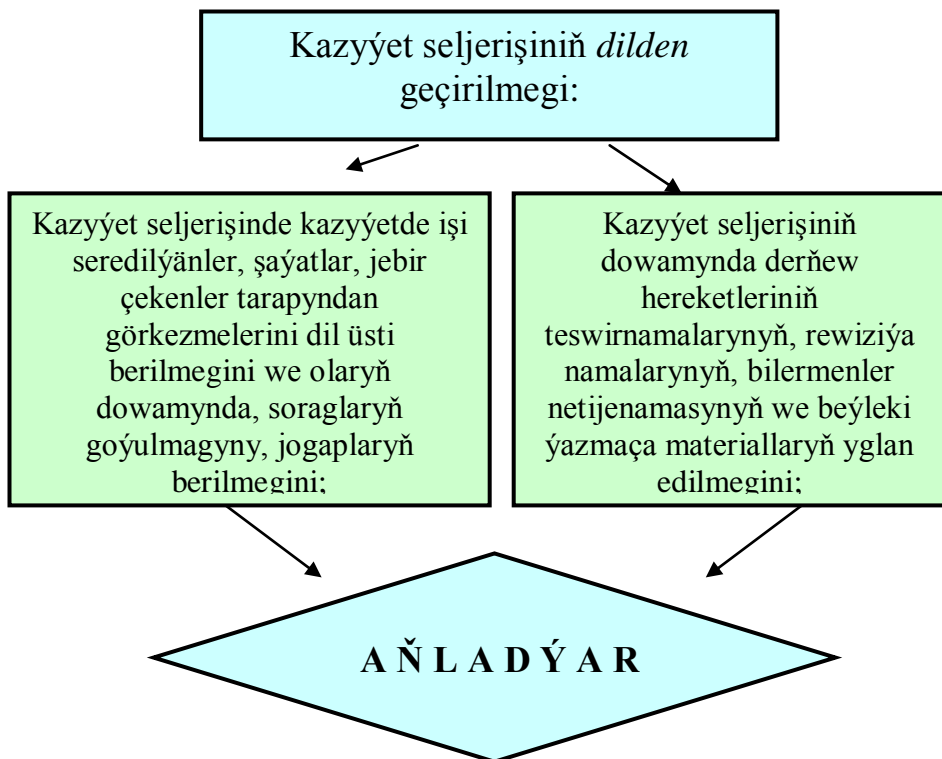 Kazyýet seljerişiniň dilden
geçirilmegi:
Kazyýet seljerişinde kazyýetde işi
seredilýänler, şaýatlar, jebir
çekenler tarapyndan
görkezmelerini dil üsti
berilmegini we olaryň
dowamynda, soraglaryň
goýulmagyny, jogaplaryň
berilmegini;
Kazyýet seljerişiniň
dowamynda derňew
hereketleriniň
teswirnamalarynyň, rewiziýa
namalarynyň, bilermenler
netijenamasynyň we beýleki
ýazmaça materiallaryň yglan
edilmegini;
A Ň L A D Ý A R